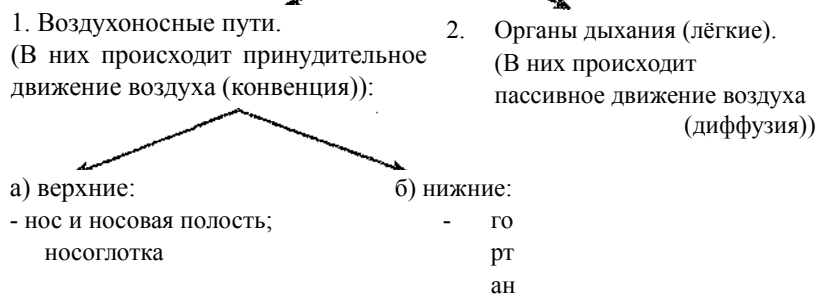 1. Воздухоносные пути.
(В них происходит принудительное
движение воздуха (конвенция)):
2. Органы дыхания (лёгкие).
(В них происходит
пассивное движение воздуха
(диффузия))
а) верхние:
- нос и носовая полость;
носоглотка
б) нижние:
- го
рт
ан